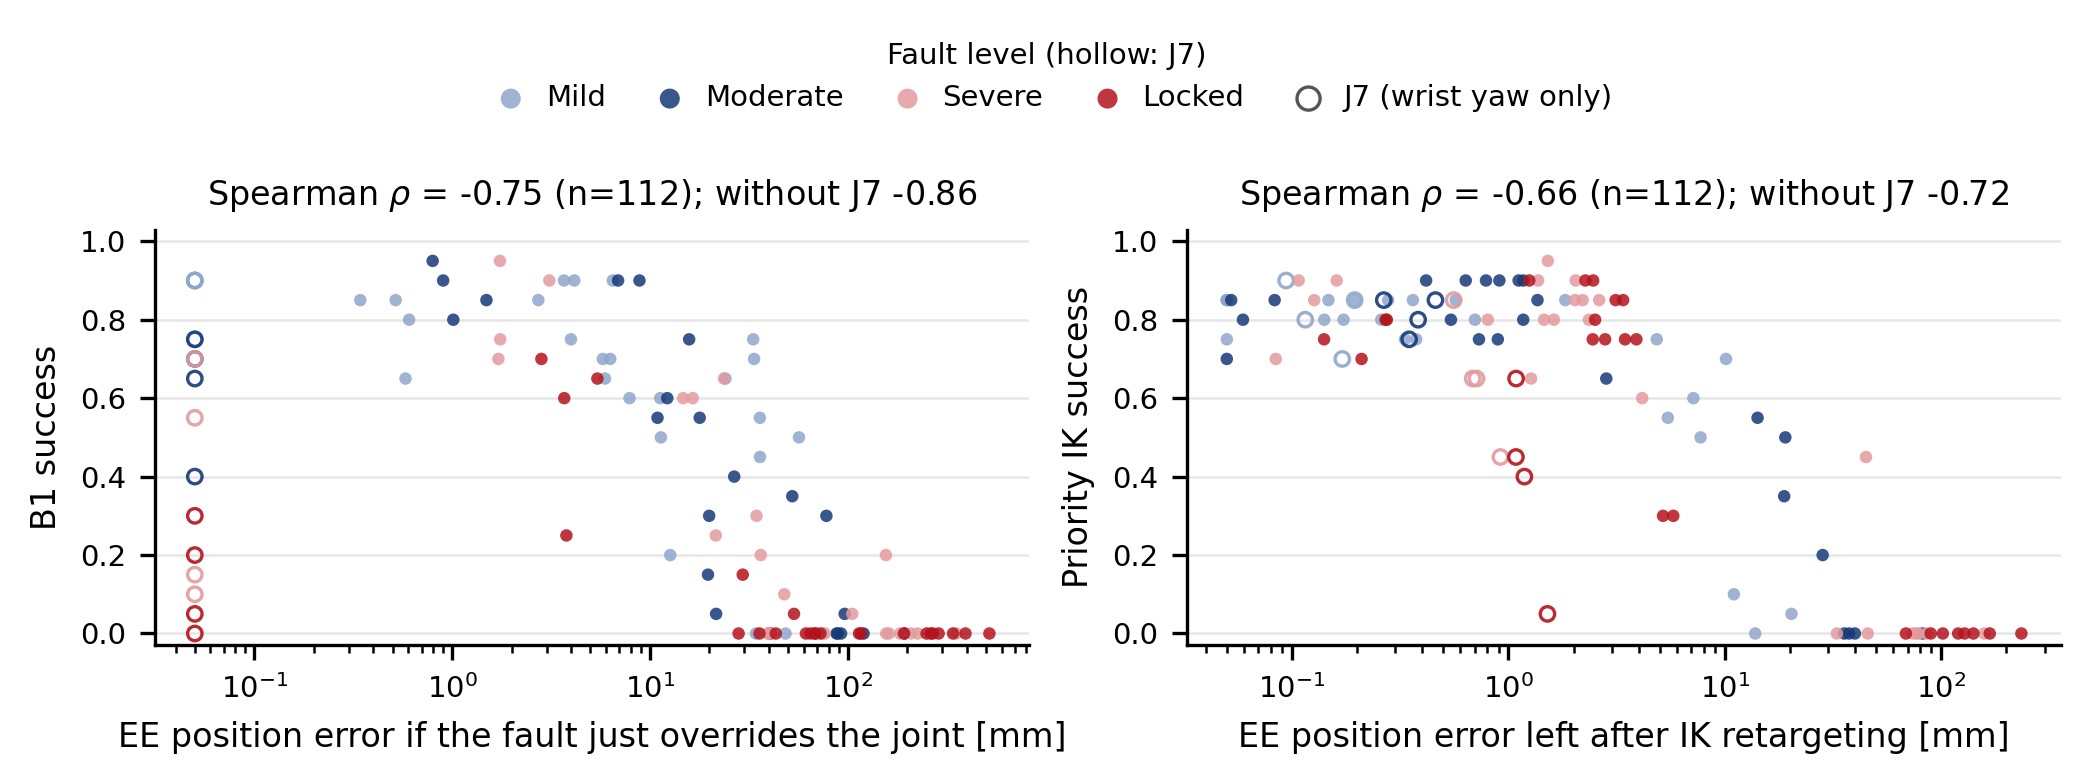 Fault level (hollow: J7)
Mild Moderate Severe Locked J7 (wrist yaw only)
Spearman ρ = -0.75 (n=112); without J7 -0.86
1.0
0.8
0.6
0.4
0.2
0.0
B1 success
10⁻¹ 10⁰ 10¹ 10²
EE position error if the fault just overrides the joint [mm]
Spearman ρ = -0.66 (n=112); without J7 -0.72
1.0
0.8
0.6
0.4
0.2
0.0
Priority IK success
10⁻¹ 10⁰ 10¹ 10²
EE position error left after IK retargeting [mm]